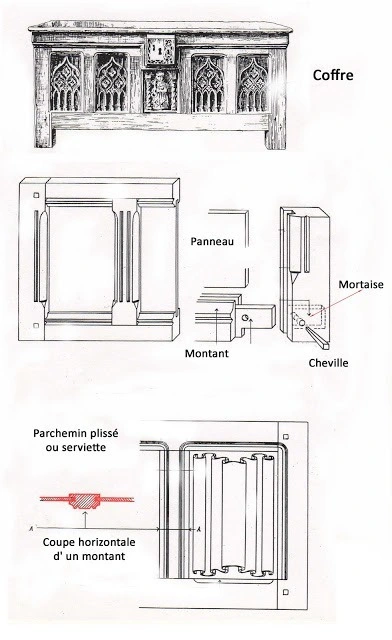 Coffre
Panneau
Mortaise
Montant
Cheville
Parchemin plissé
ou serviette
A
A
Coupe horizontale
d' un montant